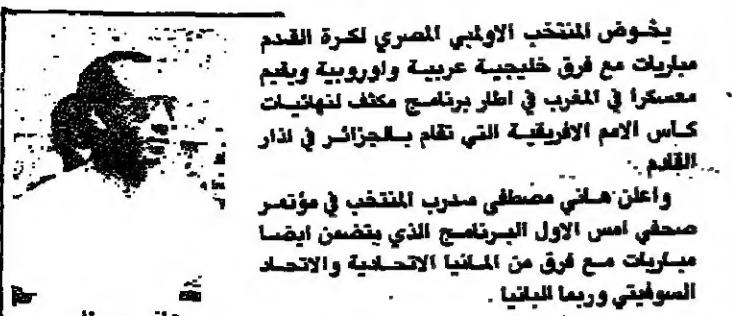 يخوض المنتخب الاولمبي المصري لكرة القدم
مباريات مع فرق خليجية عربية واوروبية ويقيم
معسكرا في المغرب في اطار برنامج مكثف لنهائيات
كأس الامم الافريقية التي تقام بالجزائر في اذار
القادم .
واعلن هاني مصطفى مدرب المنتخب في مؤتمر
صحفي امس الاول البرنامج الذي يتضمن ايضا
مباريات مع فرق من المانيا الاتحادية والاتحاد
السوفيتي وربما البانيا .